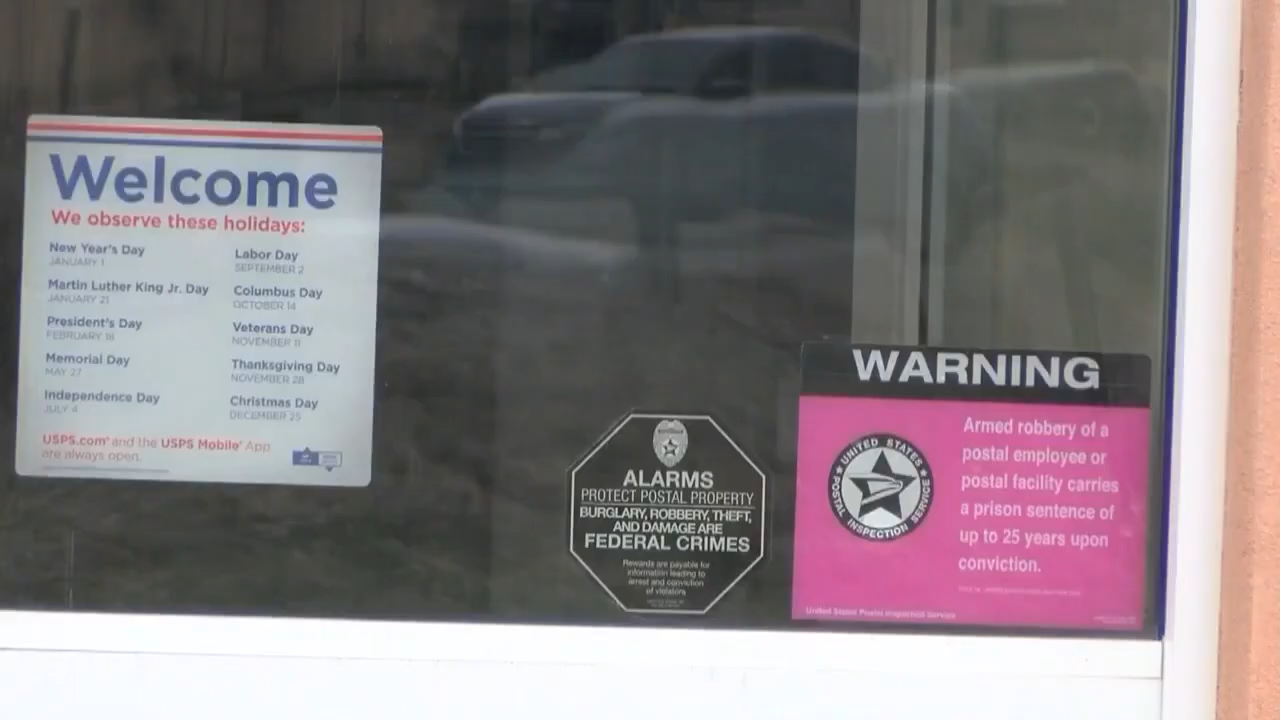 Welcome
We observe these holidays:
New Year's Day
JANUARY 1
Martin Luther King Jr. Day
JANUARY 21
President's Day
FEBRUARY 18
Memorial Day
MAY 27
Independence Day
JULY 4
Labor Day
SEPTEMBER 2
Columbus Day
OCTOBER 14
Veterans Day
NOVEMBER 11
Thanksgiving Day
NOVEMBER 28
Christmas Day
DECEMBER 25
USPS.com® and the USPS Mobile® App
are always open.
ALARMS
PROTECT POSTAL PROPERTY
BURGLARY, ROBBERY, THEFT,
AND DAMAGE ARE
FEDERAL CRIMES
Rewards are payable for
information leading to
arrest and conviction
of violators
WARNING
UNITED STATES
POSTAL INSPECTION SERVICE
Armed robbery of a
postal employee or
postal facility carries
a prison sentence of
up to 25 years upon
conviction.
United States Postal Inspection Service